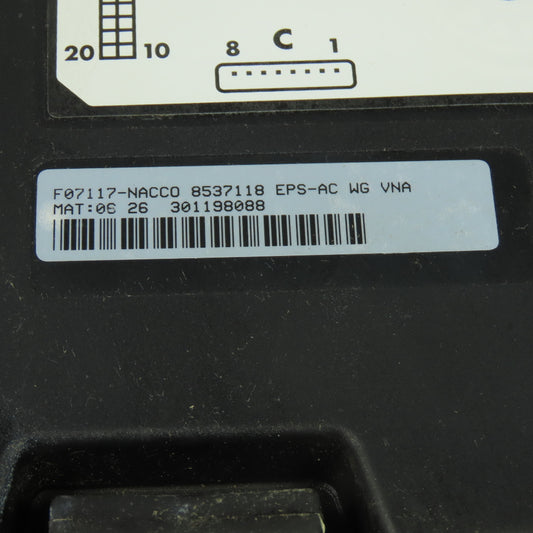 20 10
8 C 1
F07117-NACCO 8537118 EPS-AC WG VNA
MAT:06 26 301198088